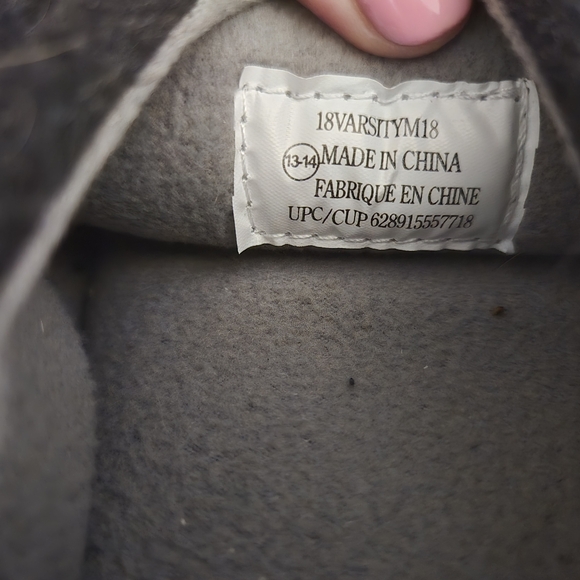 18VARSITYM18
13-14 MADE IN CHINA
FABRIQUE EN CHINE
UPC/CUP 628915557718